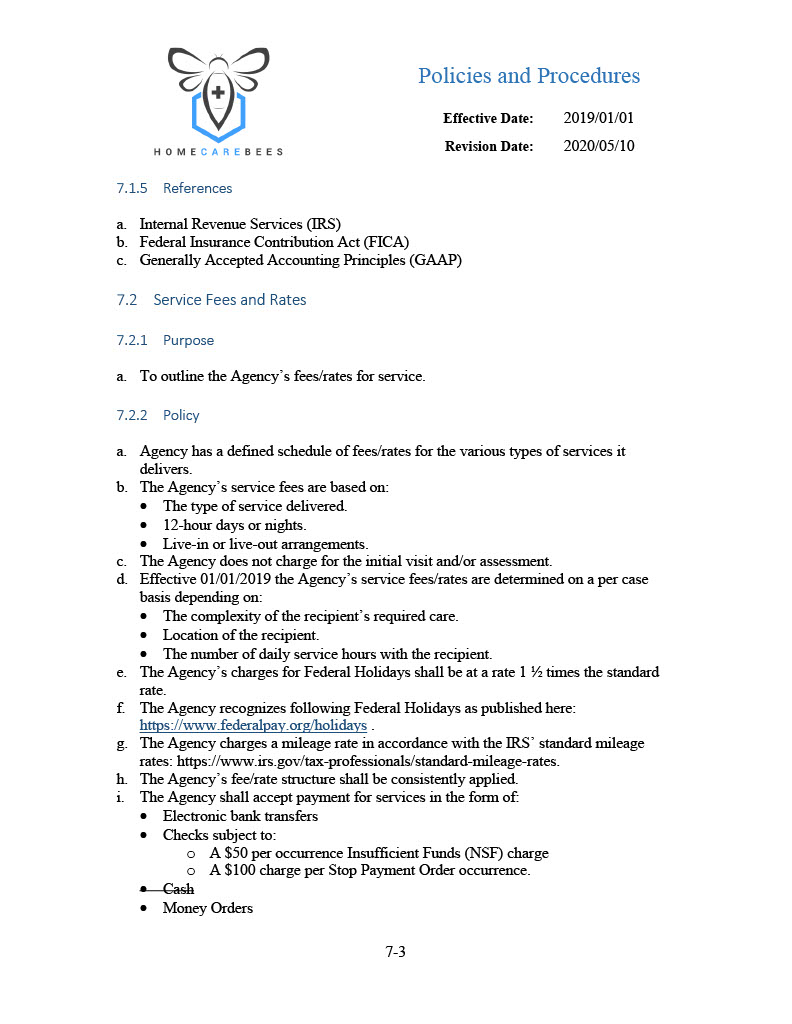 HOMECAREBEES
Policies and Procedures
Effective Date: 2019/01/01
Revision Date: 2020/05/10
7.1.5 References
a. Internal Revenue Services (IRS)
b. Federal Insurance Contribution Act (FICA)
c. Generally Accepted Accounting Principles (GAAP)
7.2 Service Fees and Rates
7.2.1 Purpose
a. To outline the Agency's fees/rates for service.
7.2.2 Policy
a. Agency has a defined schedule of fees/rates for the various types of services it
delivers.
b. The Agency's service fees are based on:
• The type of service delivered.
• 12-hour days or nights.
• Live-in or live-out arrangements.
c. The Agency does not charge for the initial visit and/or assessment.
d. Effective 01/01/2019 the Agency's service fees/rates are determined on a per case
basis depending on:
• The complexity of the recipient's required care.
• Location of the recipient.
• The number of daily service hours with the recipient.
e. The Agency's charges for Federal Holidays shall be at a rate 1 ½ times the standard
rate.
f. The Agency recognizes following Federal Holidays as published here:
https://www.federalpay.org/holidays .
g. The Agency charges a mileage rate in accordance with the IRS' standard mileage
rates: https://www.irs.gov/tax-professionals/standard-mileage-rates.
h. The Agency's fee/rate structure shall be consistently applied.
i. The Agency shall accept payment for services in the form of:
• Electronic bank transfers
• Checks subject to:
o A $50 per occurrence Insufficient Funds (NSF) charge
o A $100 charge per Stop Payment Order occurrence.
• Cash
• Money Orders
7-3